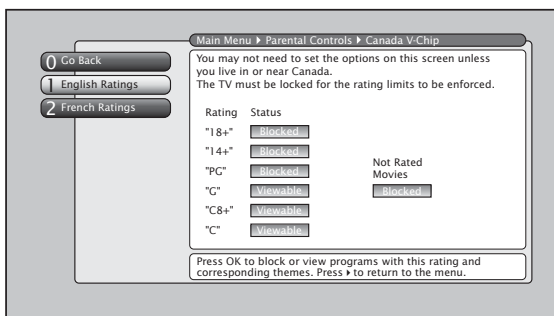 Main Menu ▸ Parental Controls ▸ Canada V-Chip
0 Go Back
1 English Ratings
2 French Ratings
You may not need to set the options on this screen unless
you live in or near Canada.
The TV must be locked for the rating limits to be enforced.
Rating Status
"18+" Blocked
"14+" Blocked
"PG" Blocked
"G" Viewable
"C8+" Viewable
"C" Viewable
Not Rated
Movies
Blocked
Press OK to block or view programs with this rating and
corresponding themes. Press ▸ to return to the menu.